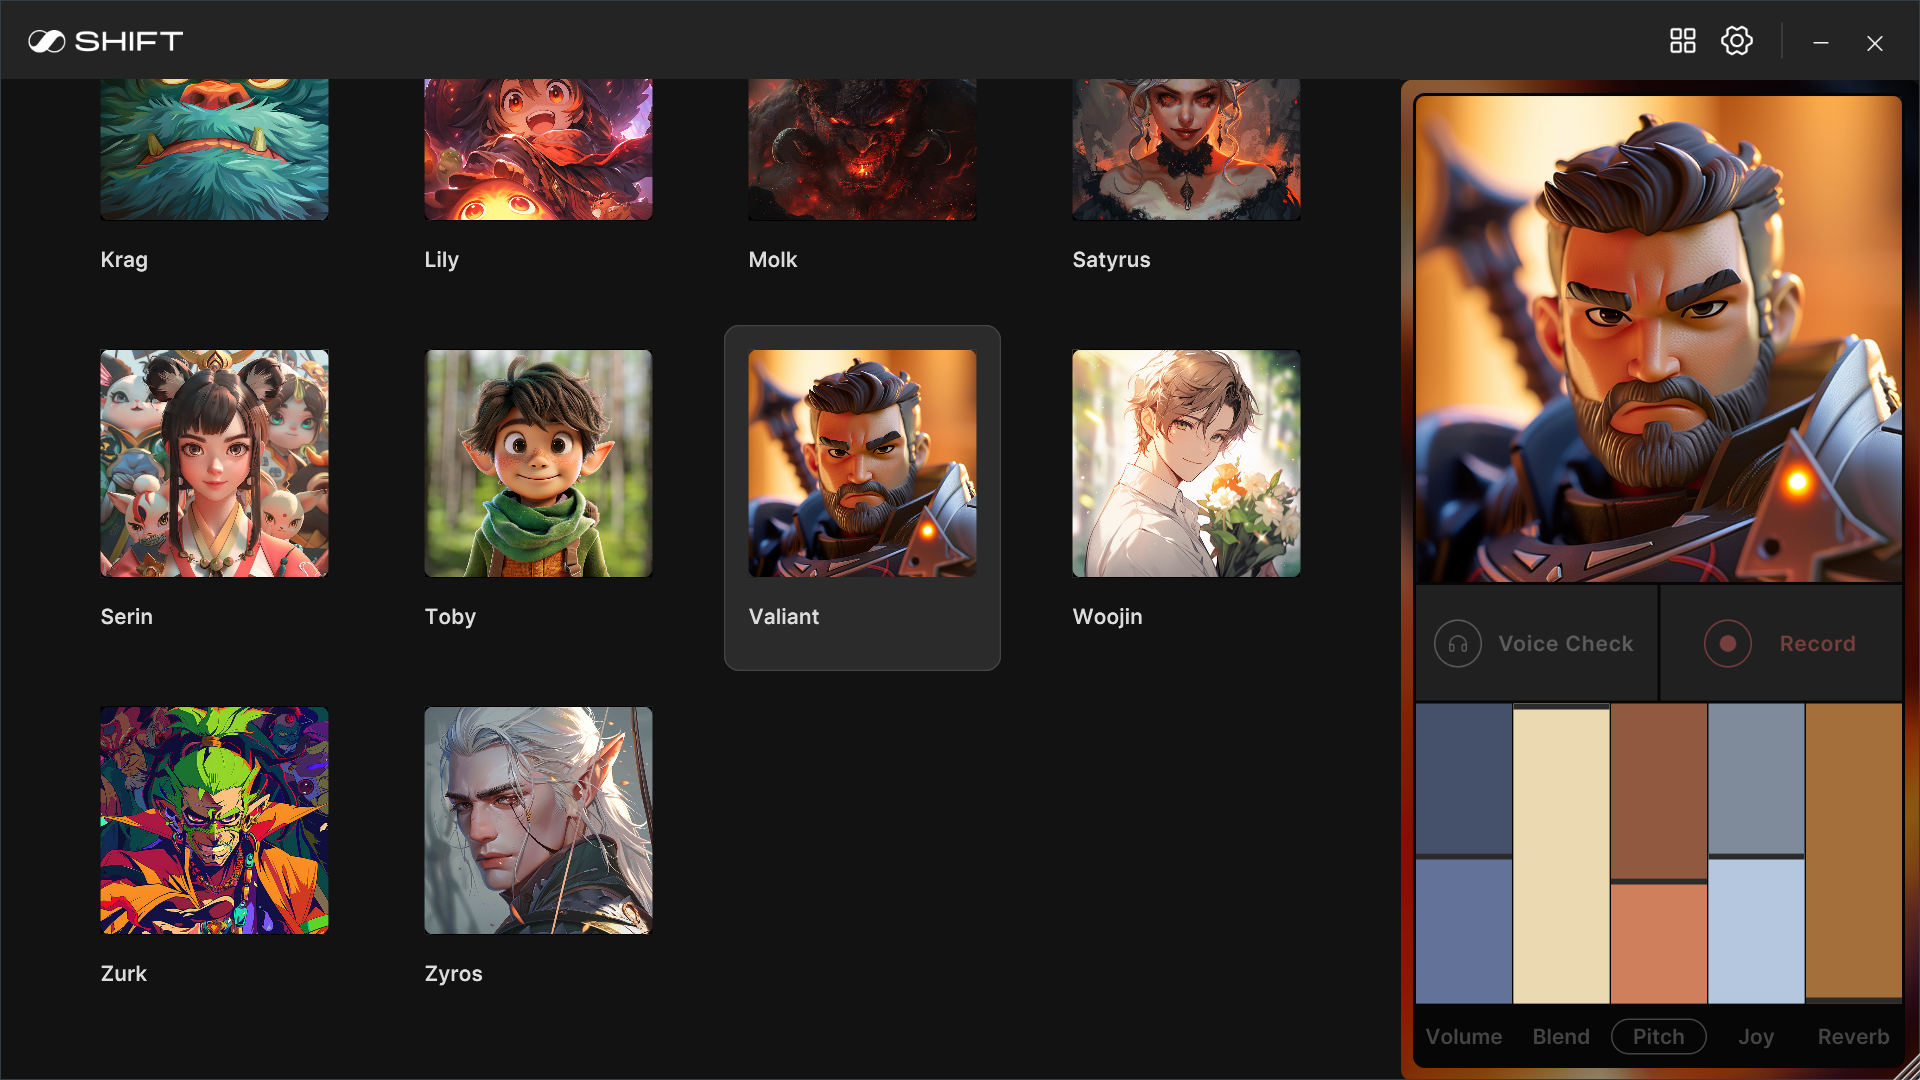 SHIFT
Krag
Lily
Molk
Satyrus
Serin
Toby
Valiant
Woojin
Zurk
Zyros
Voice Check
Record
Volume
Blend
Pitch
Joy
Reverb